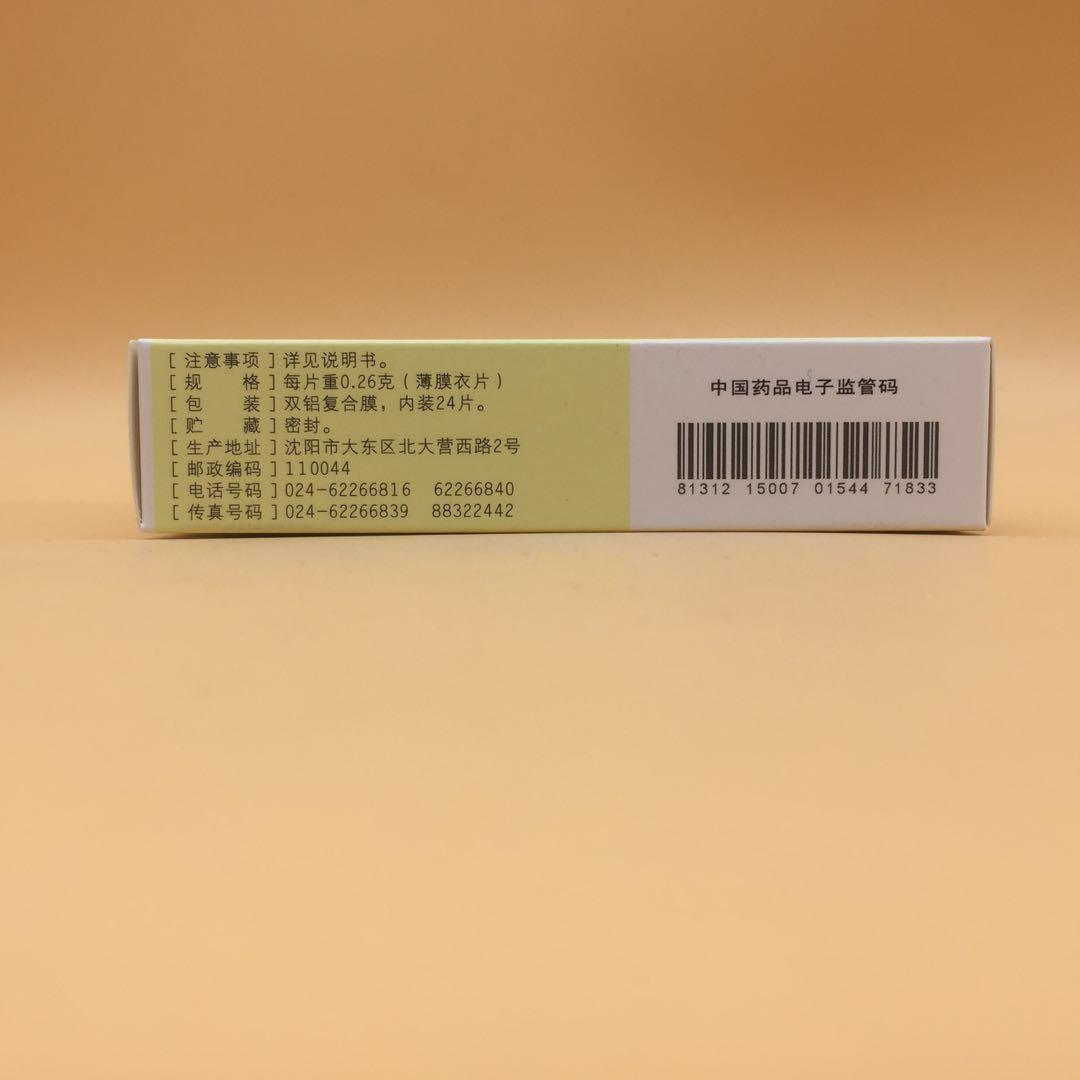 [注意事项]详见说明书。
[规 格]每片重0.26克（薄膜衣片）
[包 装]双铝复合膜，内装24片。
[贮 藏]密封。
[生产地址]沈阳市大东区北大营西路2号
[邮政编码]110044
[电话号码]024-62266816 62266840
[传真号码]024-62266839 88322442
中国药品电子监管码
81312 15007 01544 71833